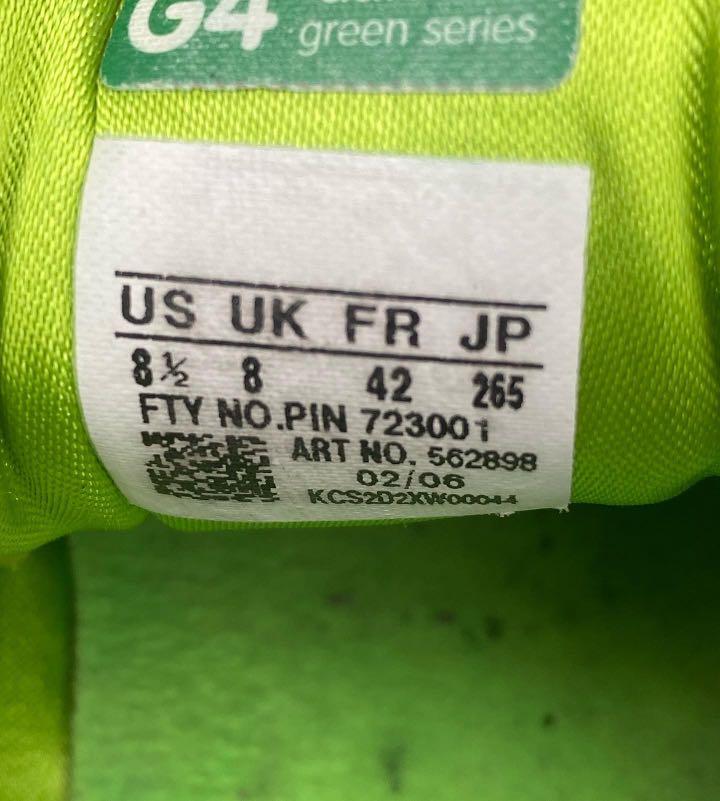 G4
green series
US UK FR JP
8½ 8 42 265
FTY NO.PIN 723001
ART NO. 562898
02/06
KCS2D2XW00044